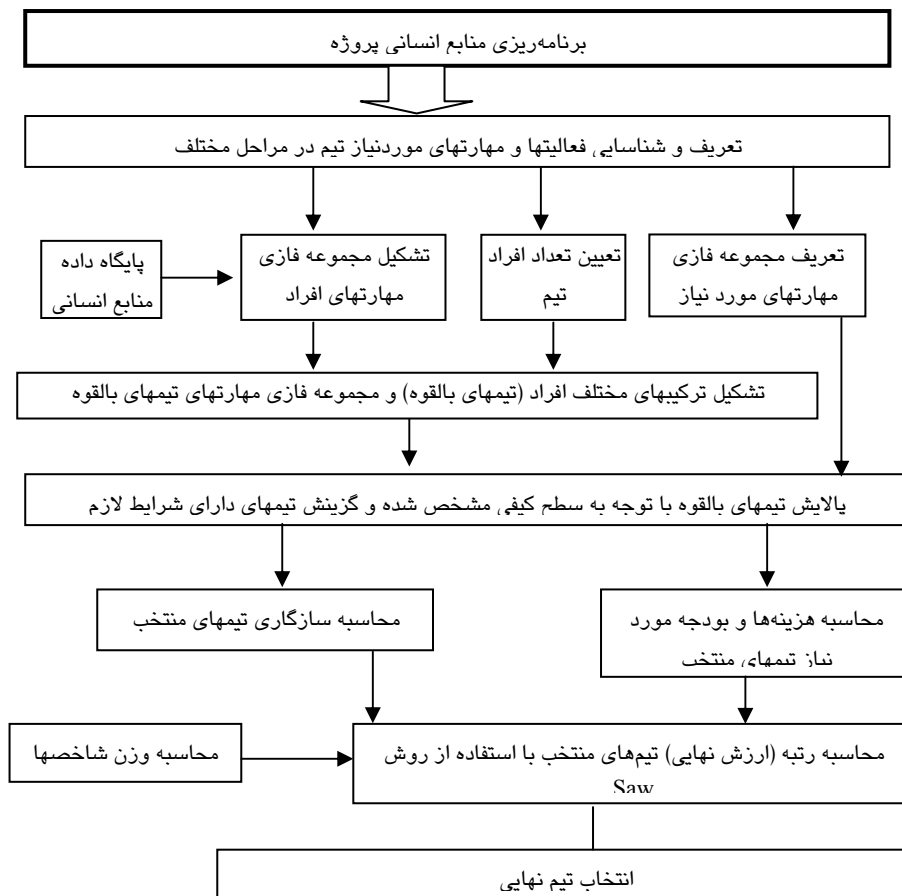 برنامه‌ریزی منابع انسانی پروژه
تعریف و شناسایی فعالیتها و مهارتهای موردنیاز تیم در مراحل مختلف
تعریف مجموعه فازی
مهارتهای مورد نیاز
تعیین تعداد افراد
تیم
تشکیل مجموعه فازی
مهارتهای افراد
پایگاه داده
منابع انسانی
تشکیل ترکیبهای مختلف افراد (تیمهای بالقوه) و مجموعه فازی مهارتهای تیمهای بالقوه
پالایش تیمهای بالقوه با توجه به سطح کیفی مشخص شده و گزینش تیمهای دارای شرایط لازم
محاسبه هزینه‌ها و بودجه مورد
نیاز تیمهای منتخب
محاسبه سازگاری تیمهای منتخب
محاسبه رتبه (ارزش نهایی) تیم‌های منتخب با استفاده از روش
Saw
محاسبه وزن شاخصها
انتخاب تیم نهایی